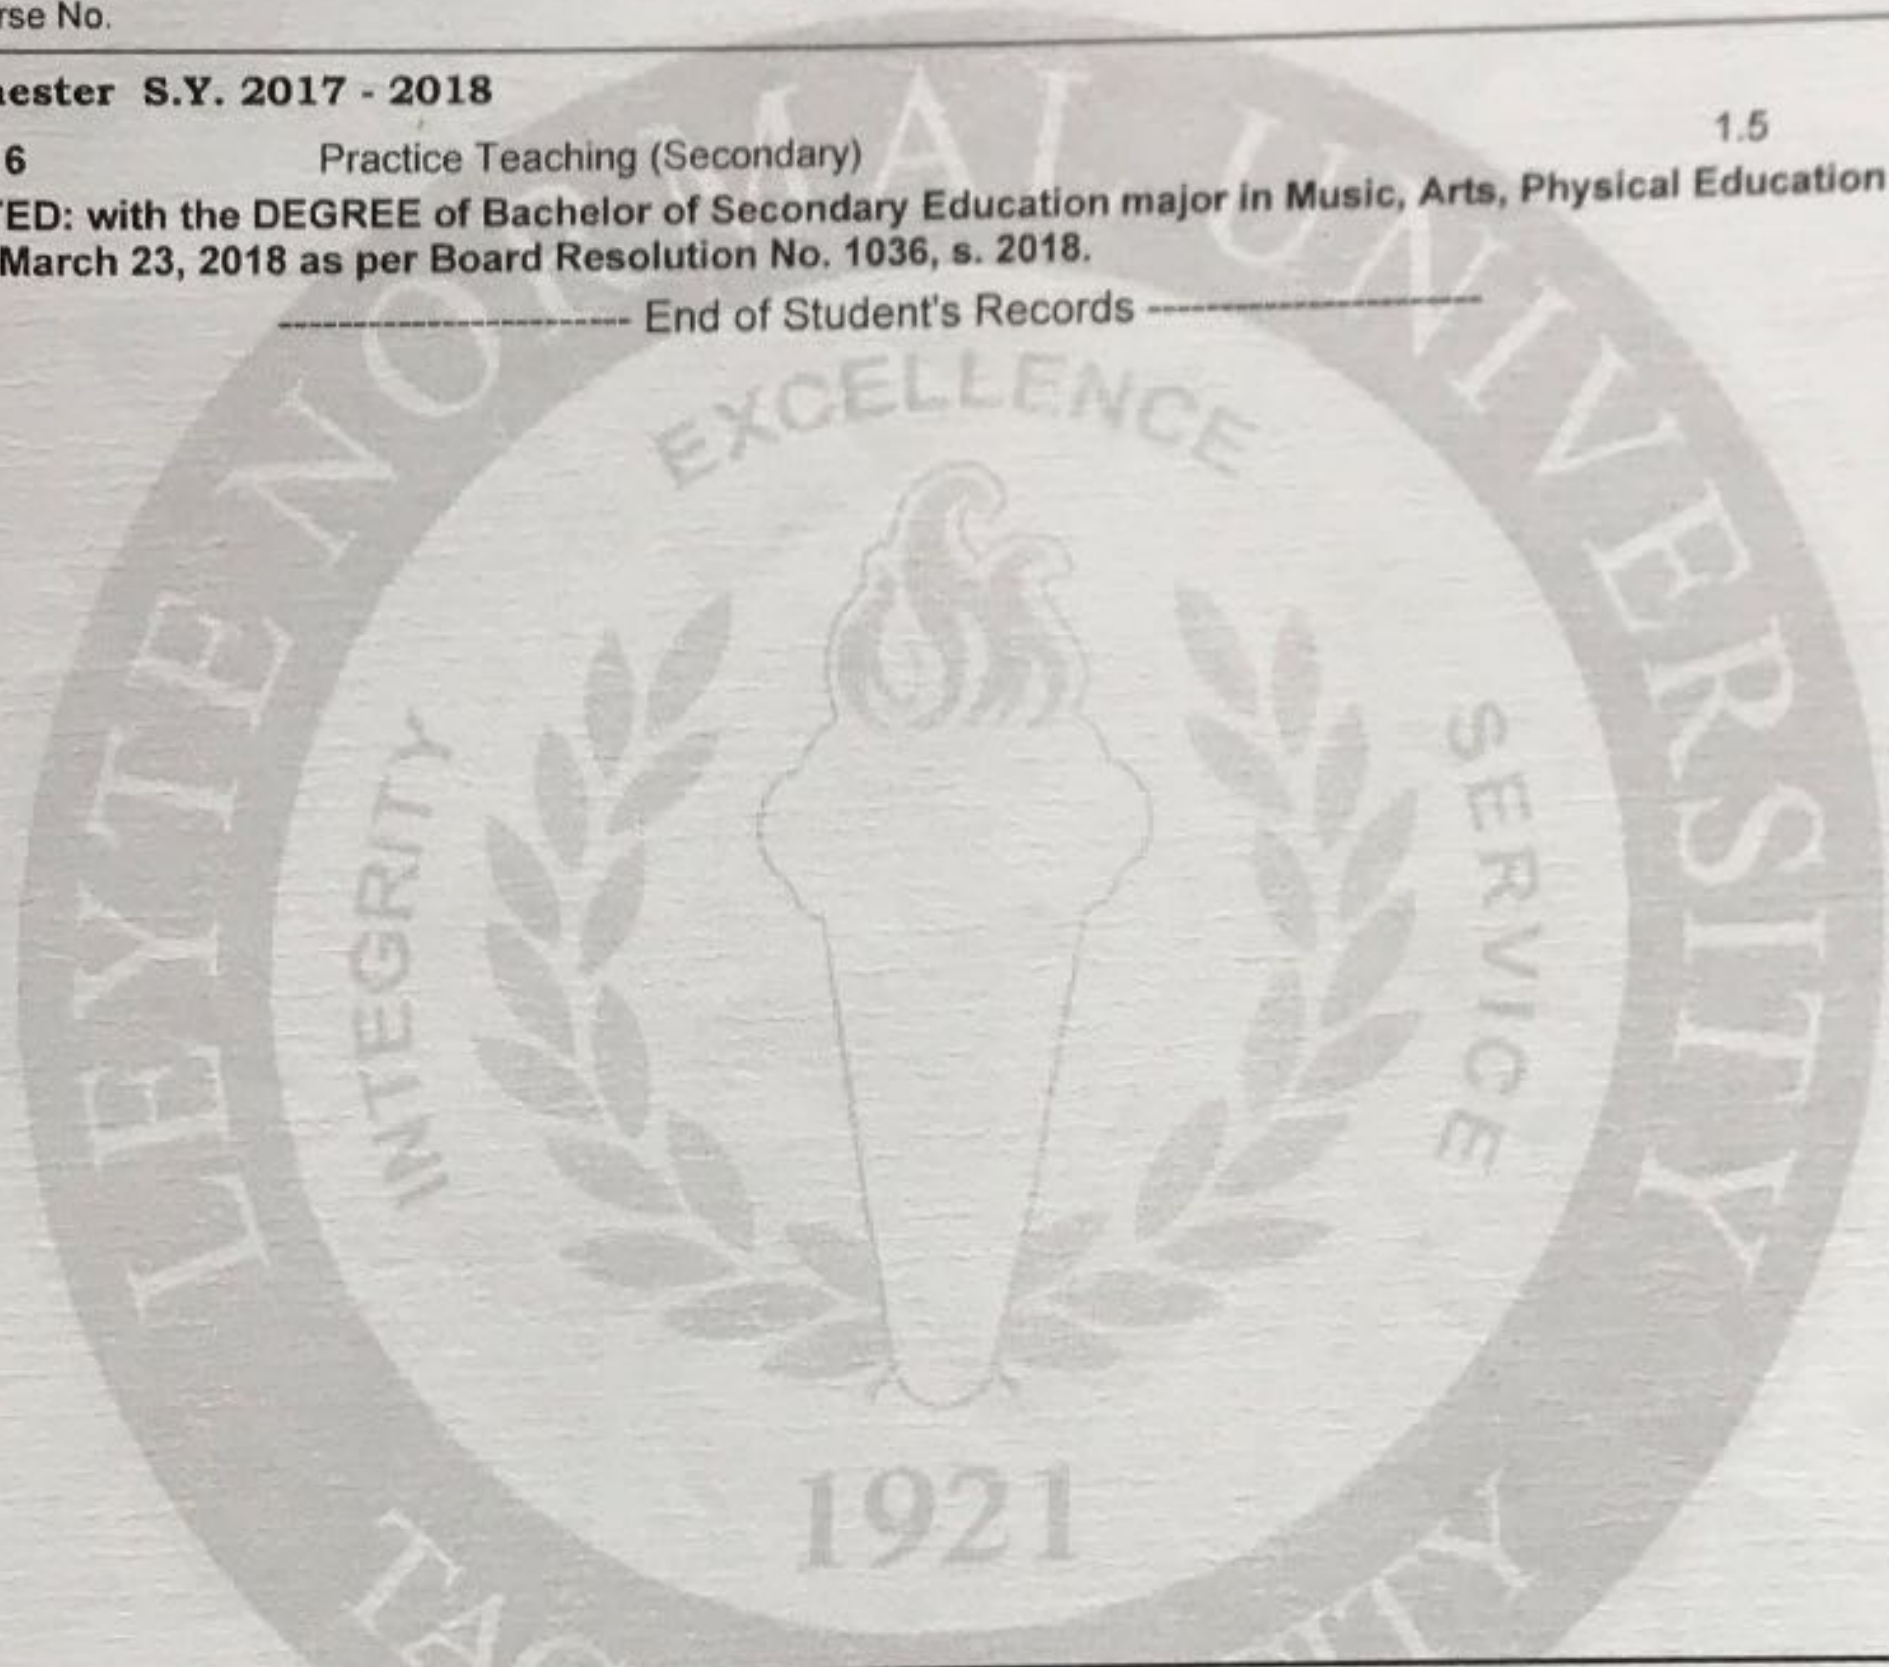 rse No.
ester S.Y. 2017 - 2018
6 Practice Teaching (Secondary) 1.5
TED: with the DEGREE of Bachelor of Secondary Education major in Music, Arts, Physical Education
March 23, 2018 as per Board Resolution No. 1036, s. 2018.
----------------------- End of Student's Records ----------------------
LEYTE NORMAL UNIVERSITY
EXCELLENCE
INTEGRITY
SERVICE
1921